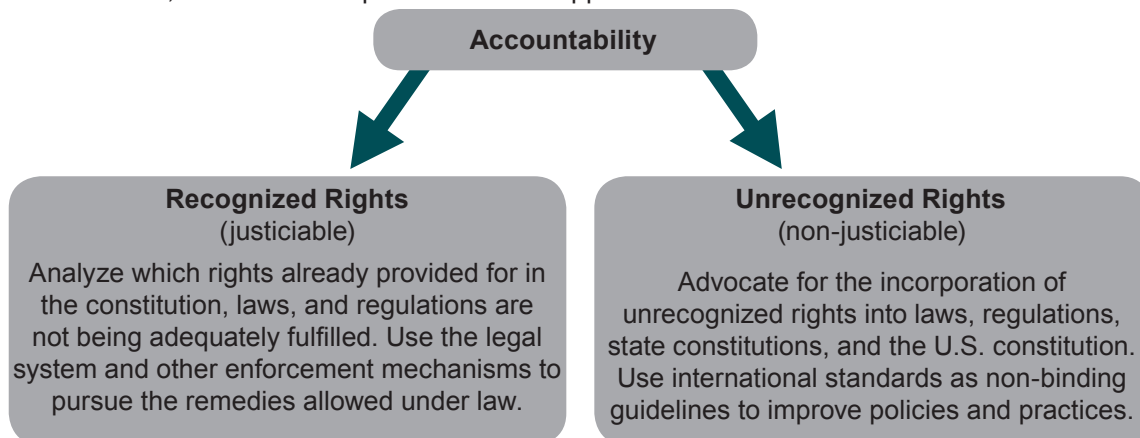 Accountability
Recognized Rights
(justiciable)
Analyze which rights already provided for in
the constitution, laws, and regulations are
not being adequately fulfilled. Use the legal
system and other enforcement mechanisms to
pursue the remedies allowed under law.
Unrecognized Rights
(non-justiciable)
Advocate for the incorporation of
unrecognized rights into laws, regulations,
state constitutions, and the U.S. constitution.
Use international standards as non-binding
guidelines to improve policies and practices.